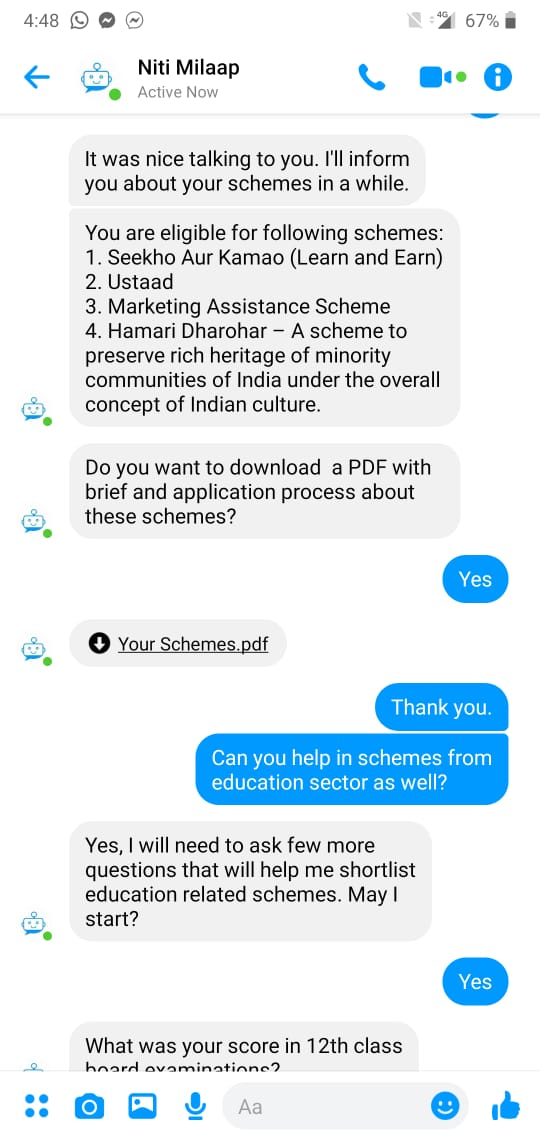 4:48
4G
67%
Niti Milaap
Active Now
It was nice talking to you. I'll inform
you about your schemes in a while.
You are eligible for following schemes:
1. Seekho Aur Kamao (Learn and Earn)
2. Ustaad
3. Marketing Assistance Scheme
4. Hamari Dharohar – A scheme to
preserve rich heritage of minority
communities of India under the overall
concept of Indian culture.
Do you want to download  a PDF with
brief and application process about
these schemes?
Yes
Your Schemes.pdf
Thank you.
Can you help in schemes from
education sector as well?
Yes, I will need to ask few more
questions that will help me shortlist
education related schemes. May I
start?
Yes
What was your score in 12th class
board examinations?
Aa